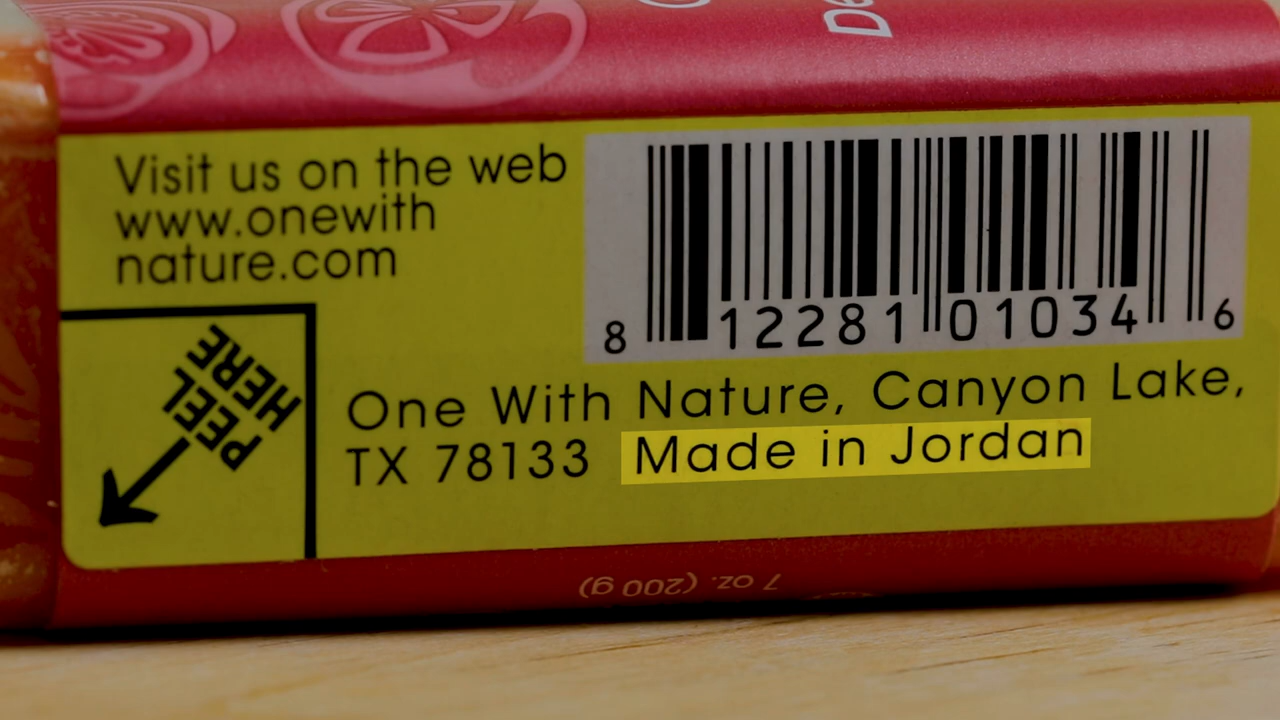 De
Visit us on the web
www.onewith
nature.com
PEEL
HERE
8 12281 01034 6
One With Nature, Canyon Lake,
TX 78133 Made in Jordan
7 oz. (200 g)